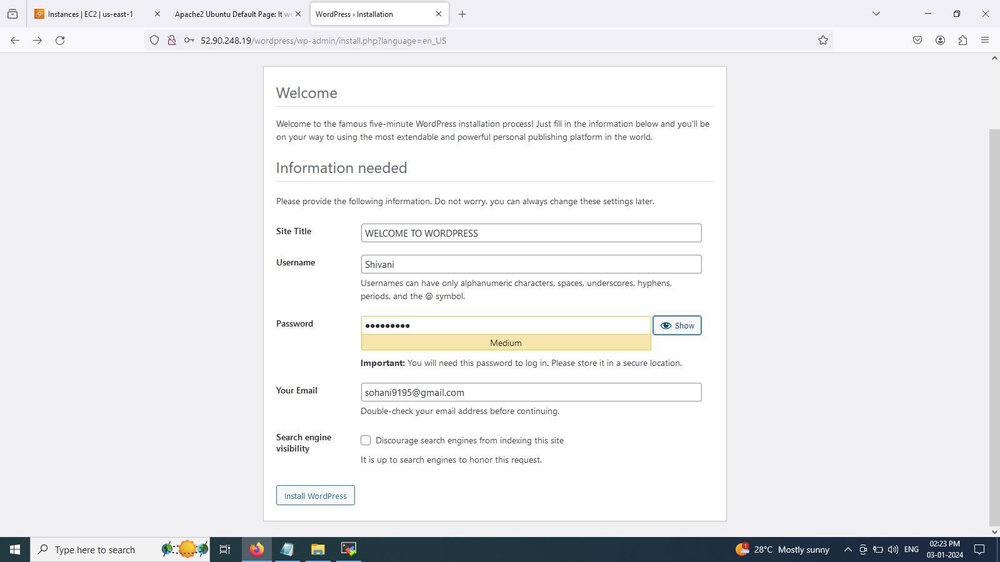 Instances | EC2 | us-east-1
Apache2 Ubuntu Default Page: It wo
WordPress › Installation
52.90.248.19/wordpress/wp-admin/install.php?language=en_US
Welcome
Welcome to the famous five-minute WordPress installation process! Just fill in the information below and you'll be
on your way to using the most extendable and powerful personal publishing platform in the world.
Information needed
Please provide the following information. Do not worry, you can always change these settings later.
Site Title
WELCOME TO WORDPRESS
Username
Shivani
Usernames can have only alphanumeric characters, spaces, underscores, hyphens,
periods, and the @ symbol.
Password
●●●●●●●●●
Show
Medium
Important: You will need this password to log in. Please store it in a secure location.
Your Email
sohani9195@gmail.com
Double-check your email address before continuing.
Search engine
visibility
Discourage search engines from indexing this site
It is up to search engines to honor this request.
Install WordPress
Type here to search
1
28°C Mostly sunny
ENG
02:23 PM
03-01-2024